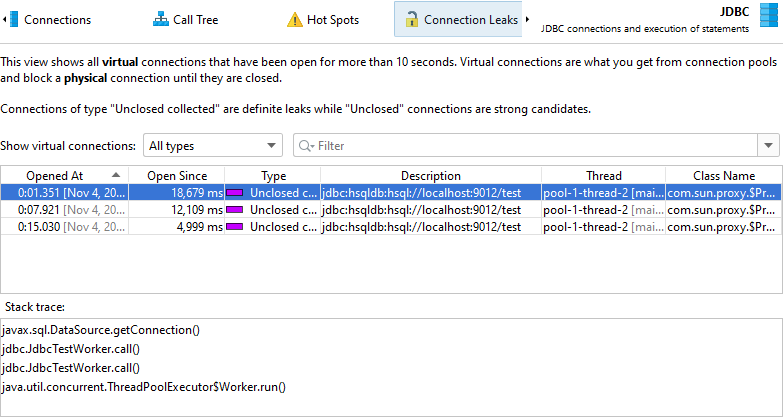 Connections
Call Tree
Hot Spots
Connection Leaks
JDBC
JDBC connections and execution of statements
This view shows all virtual connections that have been open for more than 10 seconds. Virtual connections are what you get from connection pools
and block a physical connection until they are closed.
Connections of type "Unclosed collected" are definite leaks while "Unclosed" connections are strong candidates.
Show virtual connections: All types Filter
Opened At Open Since Type Description Thread Class Name
0:01.351 [Nov 4, 20... 18,679 ms Unclosed c... jdbc:hsqldb:hsql://localhost:9012/test pool-1-thread-2 [mai... com.sun.proxy.$Pr...
0:07.921 [Nov 4, 20... 12,109 ms Unclosed c... jdbc:hsqldb:hsql://localhost:9012/test pool-1-thread-2 [mai... com.sun.proxy.$Pr...
0:15.030 [Nov 4, 20... 4,999 ms Unclosed c... jdbc:hsqldb:hsql://localhost:9012/test pool-1-thread-2 [mai... com.sun.proxy.$Pr...
Stack trace:
javax.sql.DataSource.getConnection()
jdbc.JdbcTestWorker.call()
jdbc.JdbcTestWorker.call()
java.util.concurrent.ThreadPoolExecutor$Worker.run()